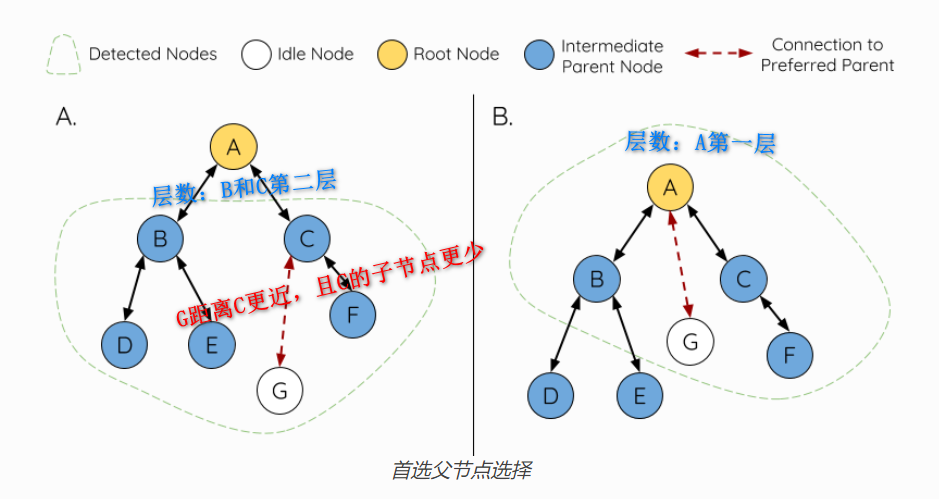 Detected Nodes
Idle Node
Root Node
Intermediate
Parent Node
Connection to
Preferred Parent
A.
A
层数：B和C第二层
B
C
G距离C更近，且C的子节点更少
F
D
E
G
B.
层数：A第一层
A
B
C
G
F
D
E
首选父节点选择